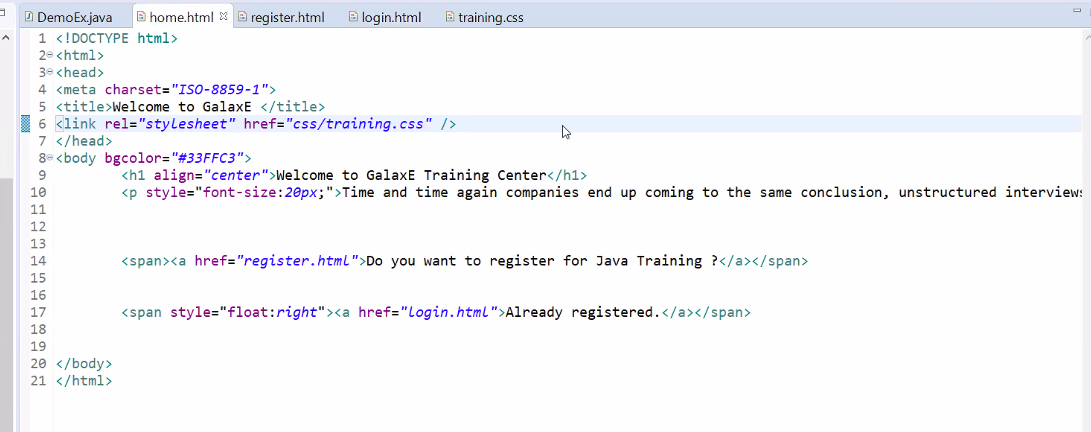 DemoEx.java home.html register.html login.html training.css
1 <!DOCTYPE html>
2 <html>
3 <head>
4 <meta charset="ISO-8859-1">
5 <title>Welcome to GalaxE </title>
6 <link rel="stylesheet" href="css/training.css" />
7 </head>
8 <body bgcolor="#33FFC3">
9 <h1 align="center">Welcome to GalaxE Training Center</h1>
10 <p style="font-size:20px;">Time and time again companies end up coming to the same conclusion, unstructured interviews
11
12
13
14 <span><a href="register.html">Do you want to register for Java Training ?</a></span>
15
16
17 <span style="float:right"><a href="login.html">Already registered.</a></span>
18
19
20 </body>
21 </html>